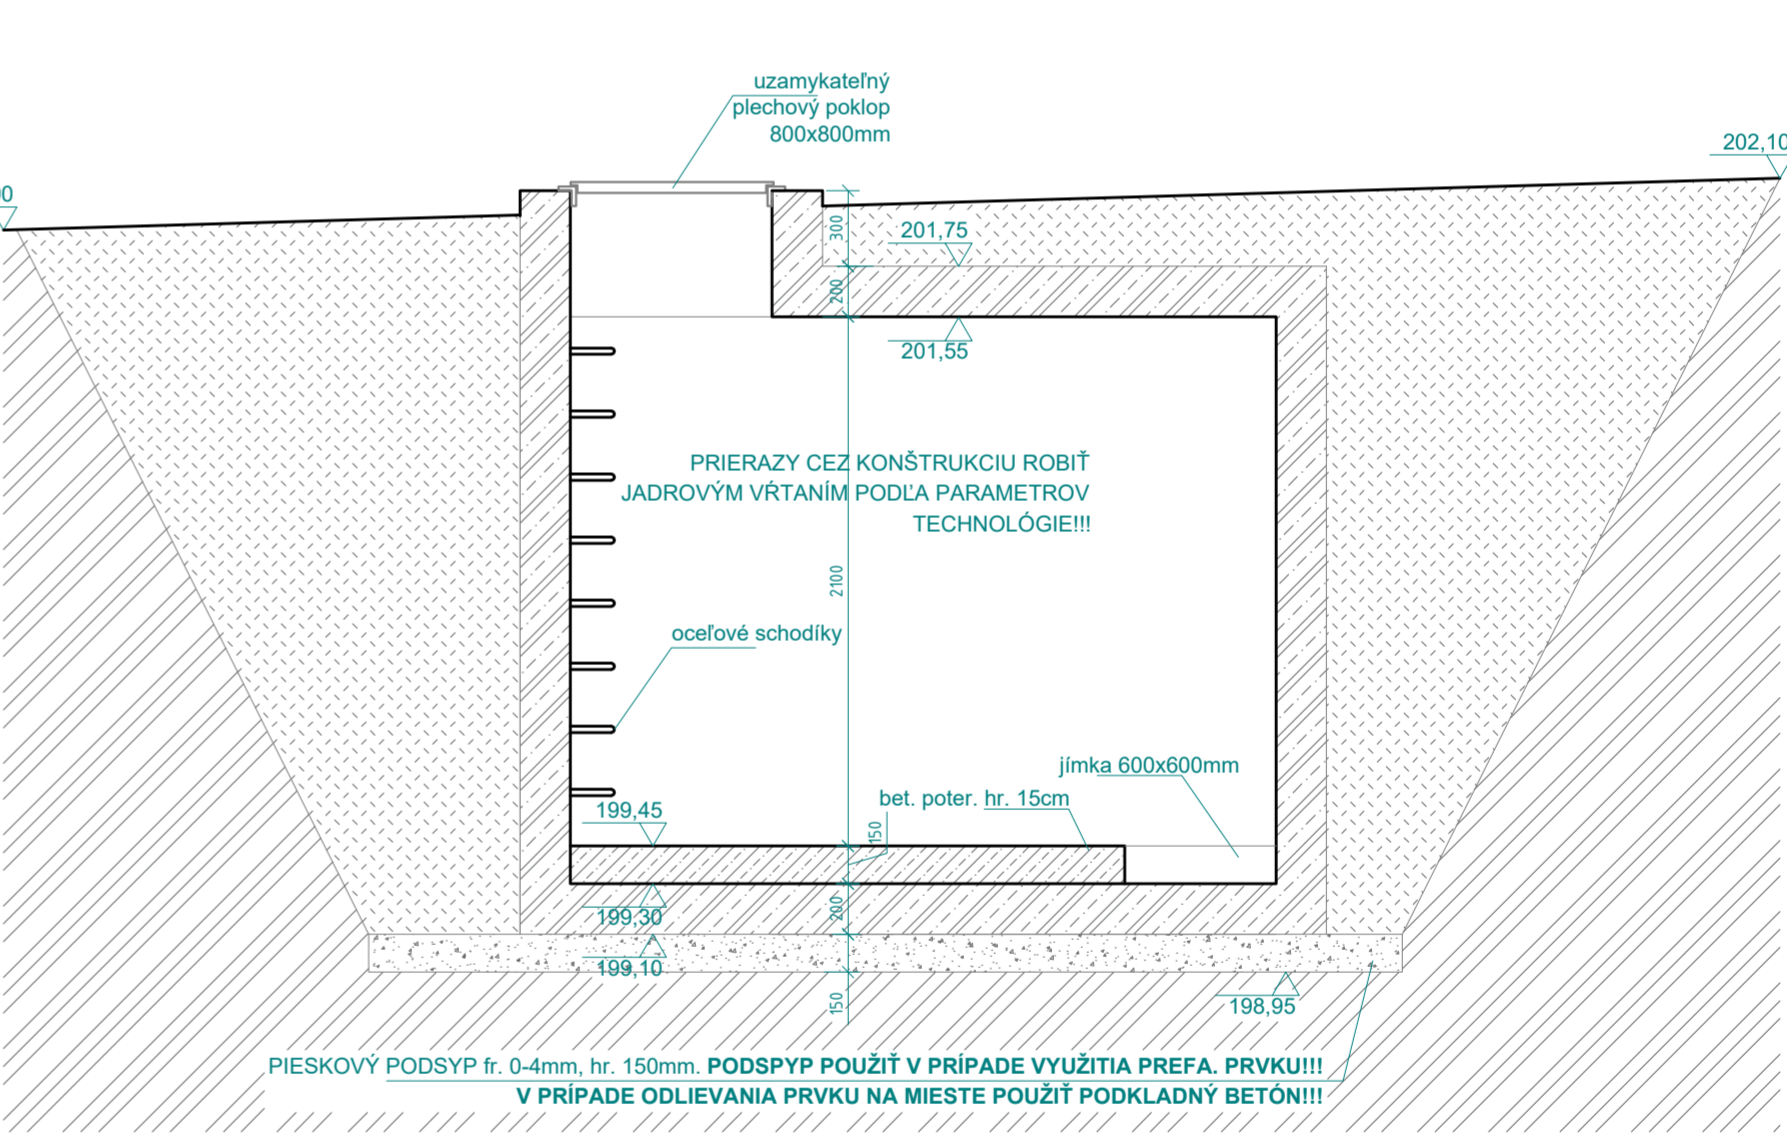 uzamykateľný
plechový poklop
800x800mm
202,10
00
300
201,75
200
201,55
PRIERAZY CEZ KONŠTRUKCIU ROBIŤ
JADROVÝM VŔTANÍM PODĽA PARAMETROV
TECHNOLÓGIE!!!
2100
oceľové schodíky
jímka 600x600mm
bet. poter. hr. 15cm
199,45
150
199,30
200
199,10
150
198,95
PIESKOVÝ PODSYP fr. 0-4mm, hr. 150mm. PODSPYP POUŽIŤ V PRÍPADE VYUŽITIA PREFA. PRVKU!!!
V PRÍPADE ODLIEVANIA PRVKU NA MIESTE POUŽIŤ PODKLADNÝ BETÓN!!!